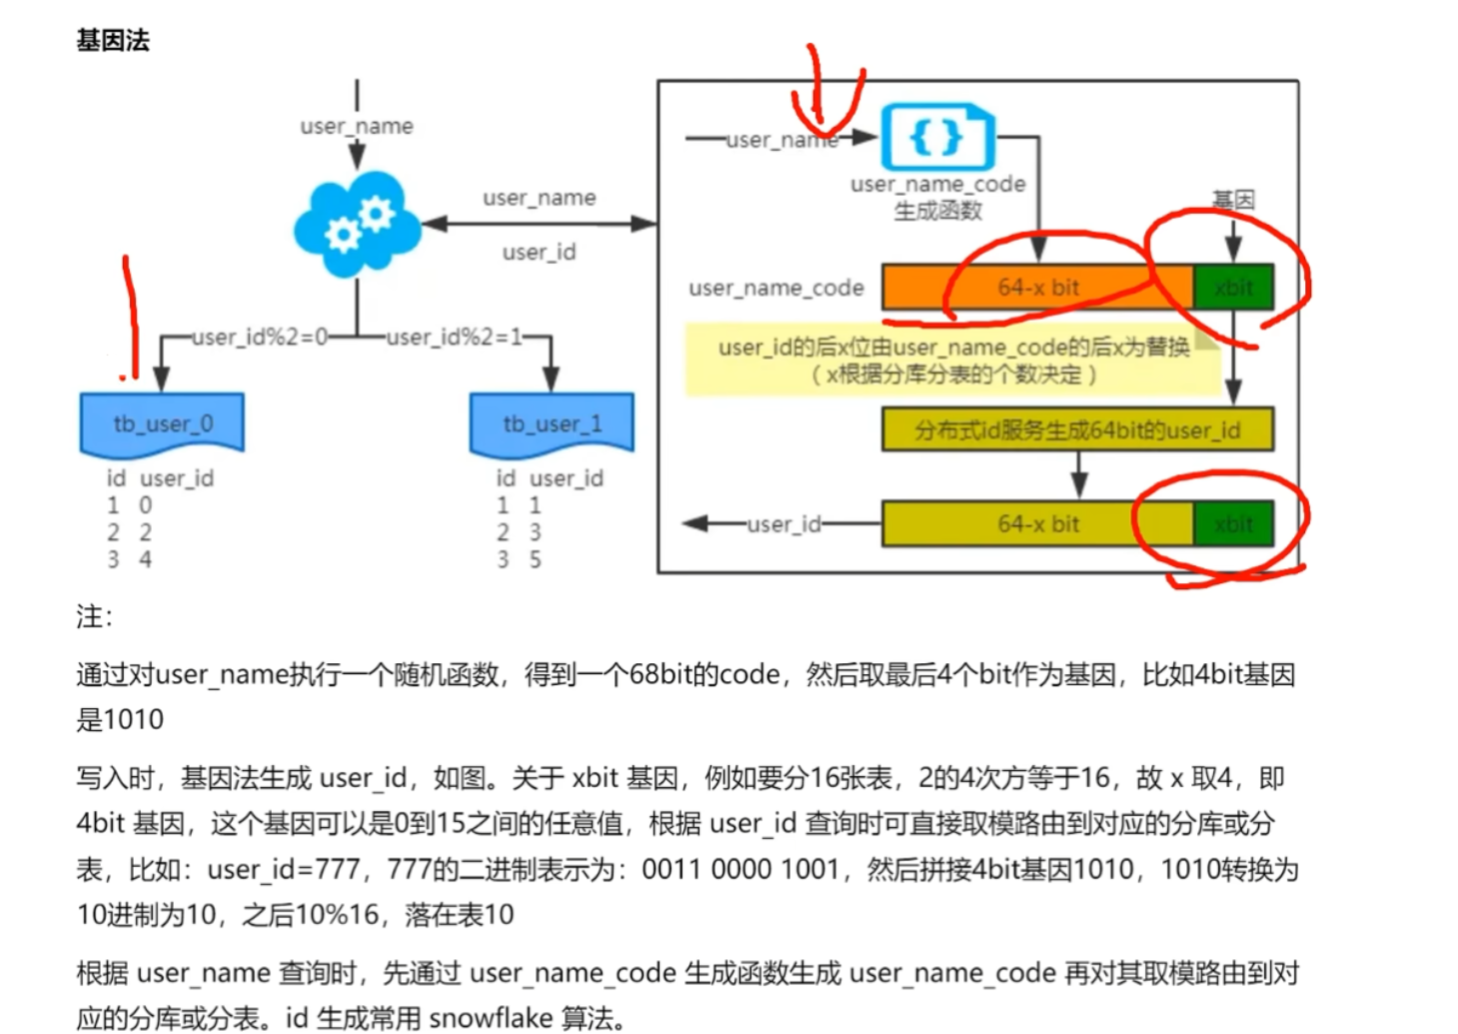 基因法
user_name
user_name
user_id
user_id%2=0
user_id%2=1
tb_user_0
tb_user_1
id user_id
1 0
2 2
3 4
id user_id
1 1
2 3
3 5
user_name
{ }
user_name_code
生成函数
基因
user_name_code
64-x bit
xbit
user_id的后x位由user_name_code的后x为替换
（x根据分库分表的个数决定）
分布式id服务生成64bit的user_id
user_id
64-x bit
xbit
注：
通过对user_name执行一个随机函数，得到一个68bit的code，然后取最后4个bit作为基因，比如4bit基因
是1010
写入时，基因法生成 user_id，如图。关于 xbit 基因，例如要分16张表，2的4次方等于16，故 x 取4，即
4bit 基因，这个基因可以是0到15之间的任意值，根据 user_id 查询时可直接取模路由到对应的分库或分
表，比如：user_id=777，777的二进制表示为：0011 0000 1001，然后拼接4bit基因1010，1010转换为
10进制为10，之后10%16，落在表10
根据 user_name 查询时，先通过 user_name_code 生成函数生成 user_name_code 再对其取模路由到对
应的分库或分表。id 生成常用 snowflake 算法。